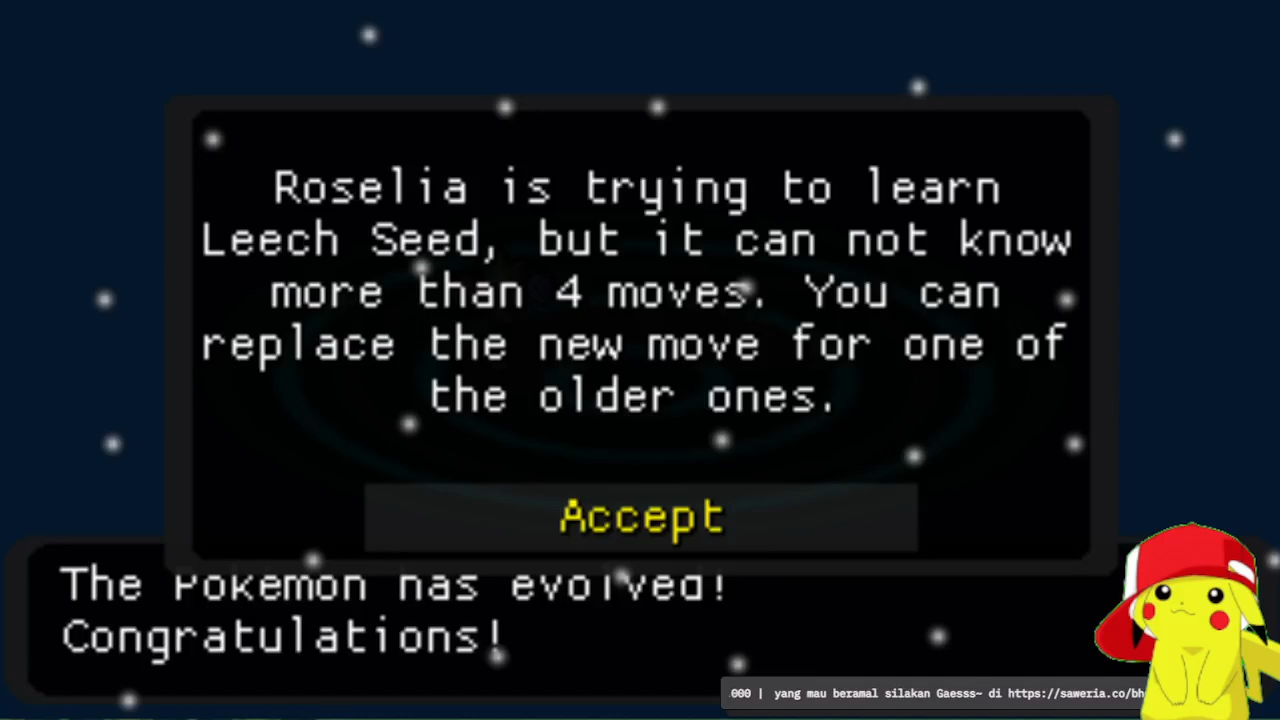 Roselia is trying to learn
Leech Seed, but it can not know
more than 4 moves. You can
replace the new move for one of
the older ones.
Accept
The Pokémon has evolved!
Congratulations!
000 | yang mau beramal silakan Gaesss~ di https://saweria.co/bh